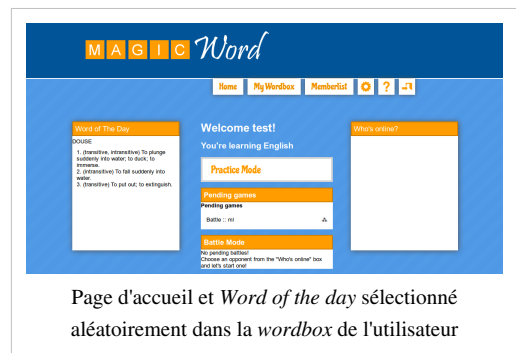 MAGIC Word
Home My Wordbox Memberlist ?
Word of The Day
DOUSE
1. (transitive, intransitive) To plunge
suddenly into water; to duck; to
immerse.
2. (intransitive) To fall suddenly into
water.
3. (transitive) To put out; to extinguish.
Welcome test!
You're learning English
Practice Mode
Pending games
Pending games
Battle :: mi
Battle Mode
No pending battles!
Choose an opponent from the "Who's online" box
and let's start one!
Who's online?
Page d'accueil et Word of the day sélectionné
aléatoirement dans la wordbox de l'utilisateur